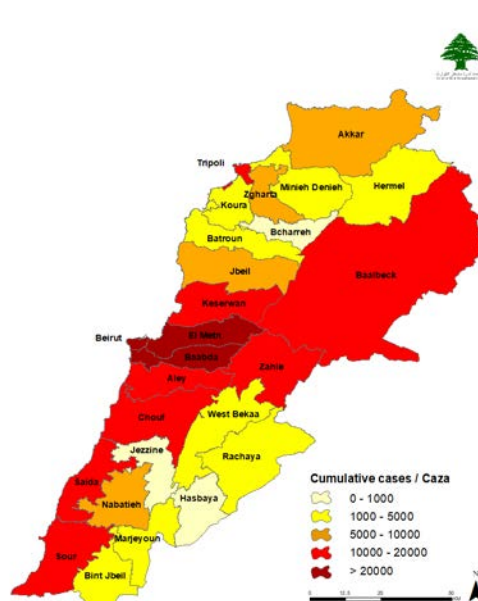 Akkar
Tripoli
Zgharta
Minieh Denieh
Hermel
Koura
Bcharreh
Batroun
Jbeil
Baalbeck
Keserwan
Beirut
El Metn
Baabda
Zahle
Aley
Chouf
West Bekaa
Jezzine
Rachaya
Saida
Hasbaya
Nabatieh
Marjeyoun
Sour
Bint Jbeil
Cumulative cases / Caza
0 - 1000
1000 - 5000
5000 - 10000
10000 - 20000
> 20000
N